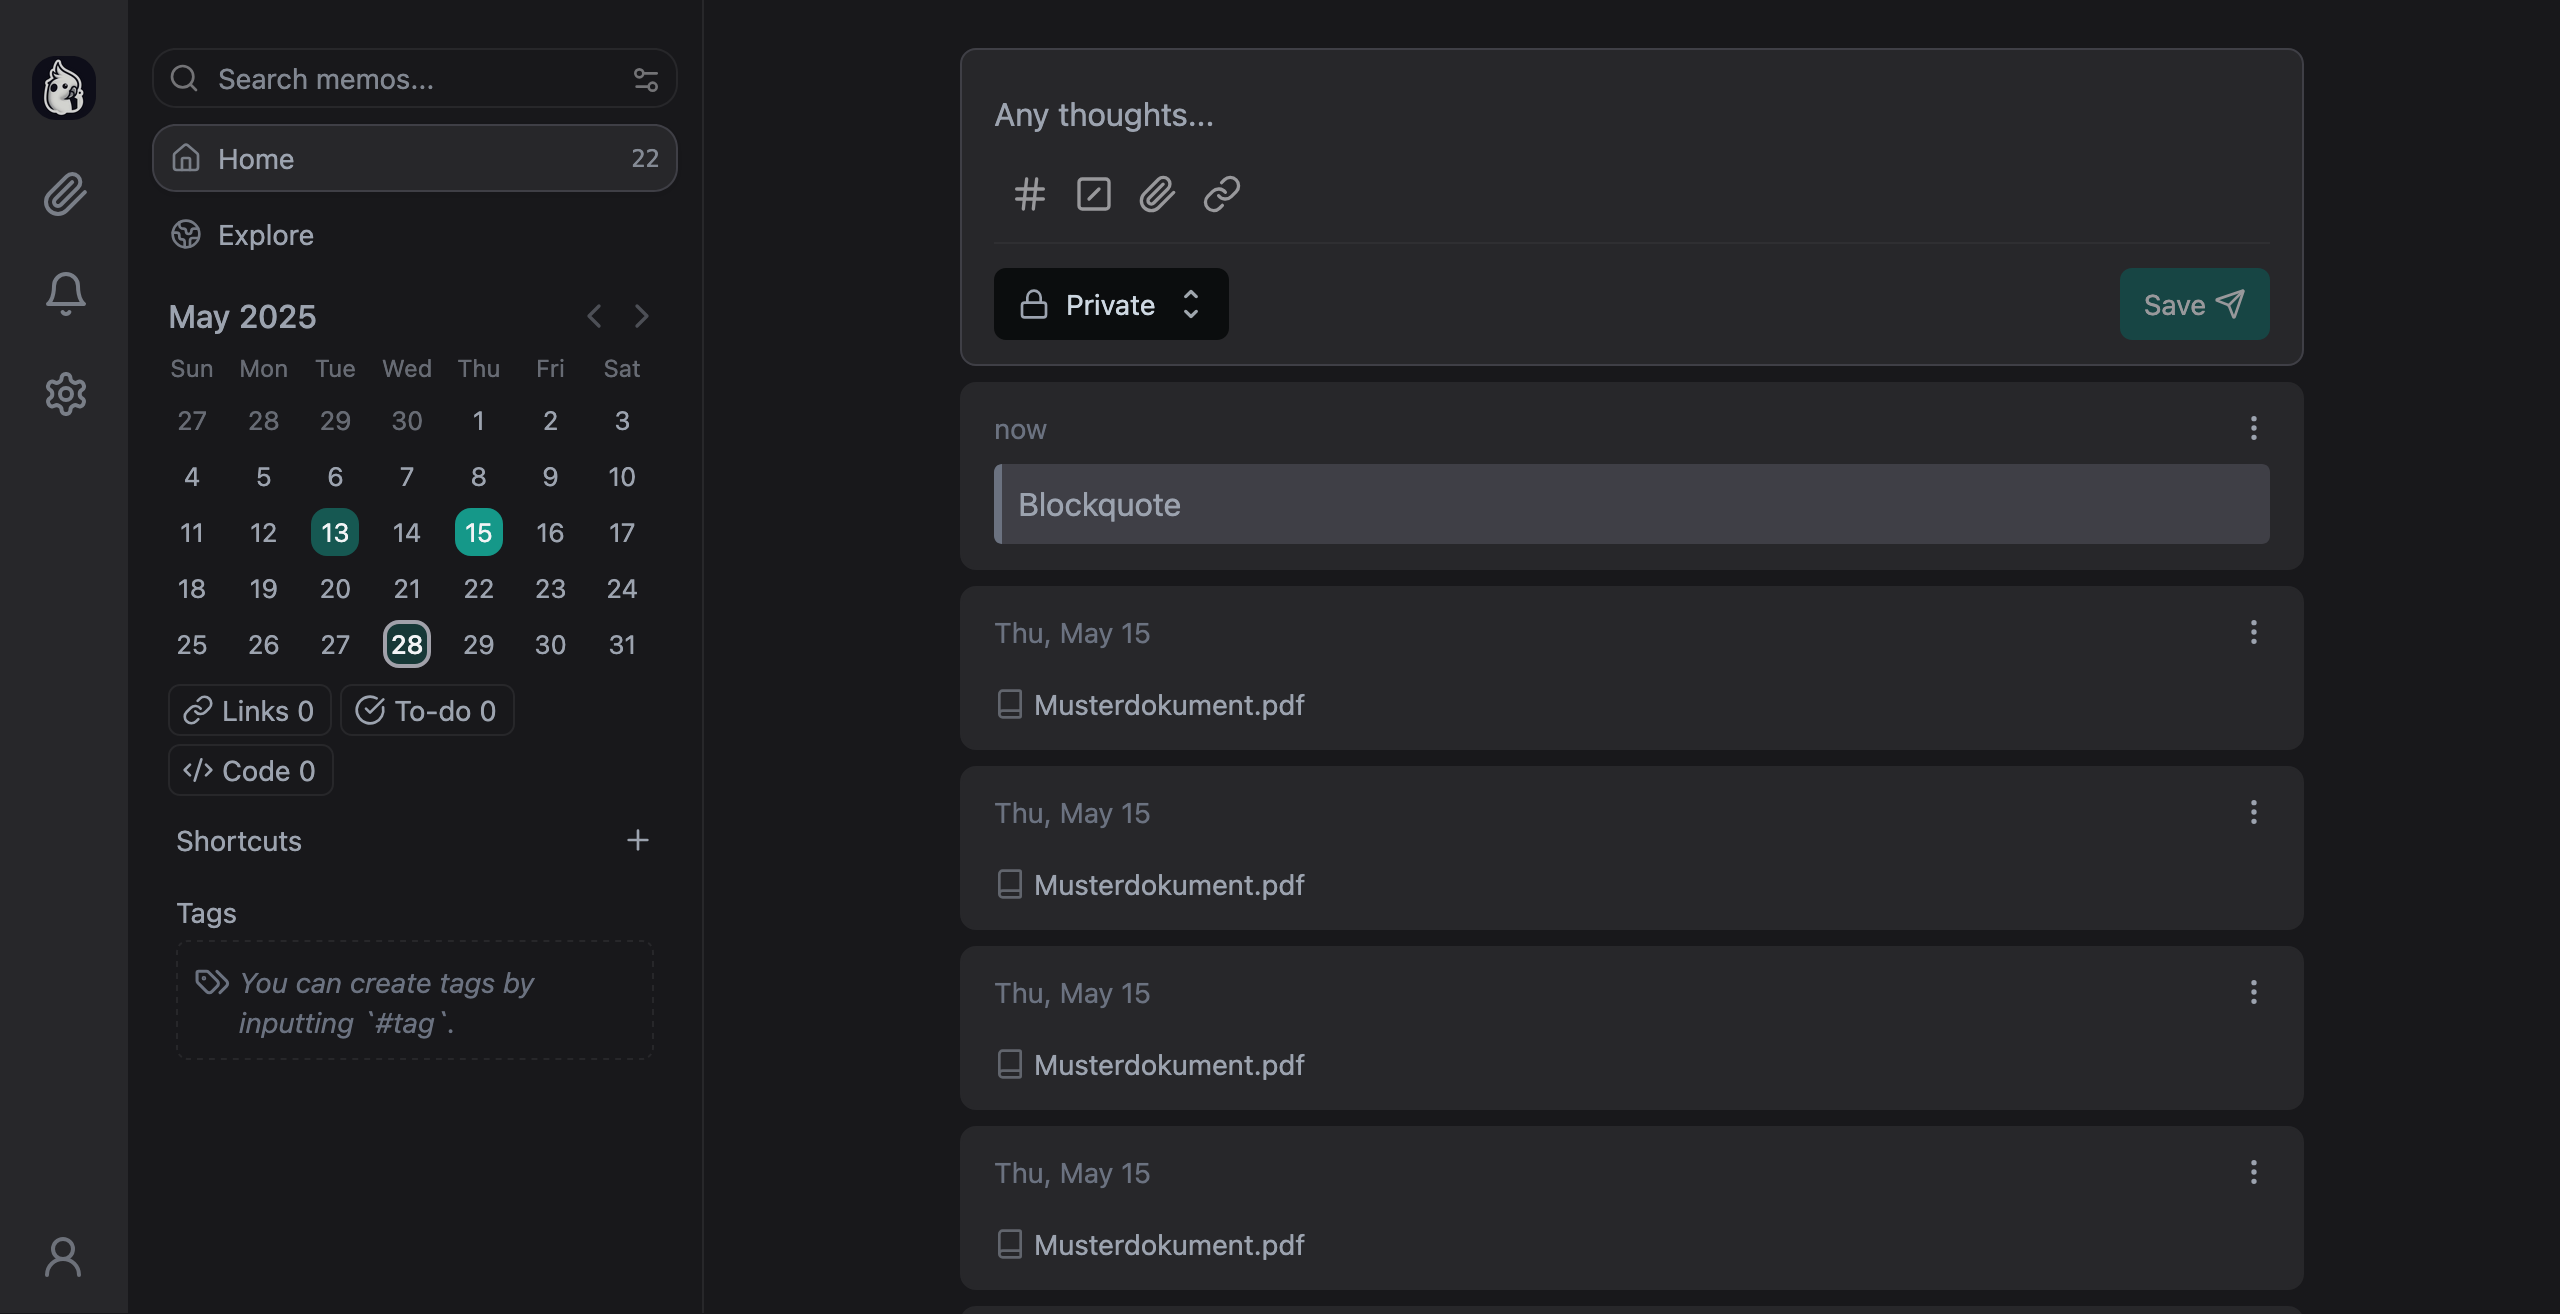 Search memos...
Home 22
Explore
May 2025
Sun Mon Tue Wed Thu Fri Sat
27 28 29 30 1 2 3
4 5 6 7 8 9 10
11 12 13 14 15 16 17
18 19 20 21 22 23 24
25 26 27 28 29 30 31
Links 0 To-do 0
Code 0
Shortcuts
Tags
You can create tags by
inputting `#tag`.
Any thoughts...
Private Save
now
Blockquote
Thu, May 15
Musterdokument.pdf
Thu, May 15
Musterdokument.pdf
Thu, May 15
Musterdokument.pdf
Thu, May 15
Musterdokument.pdf